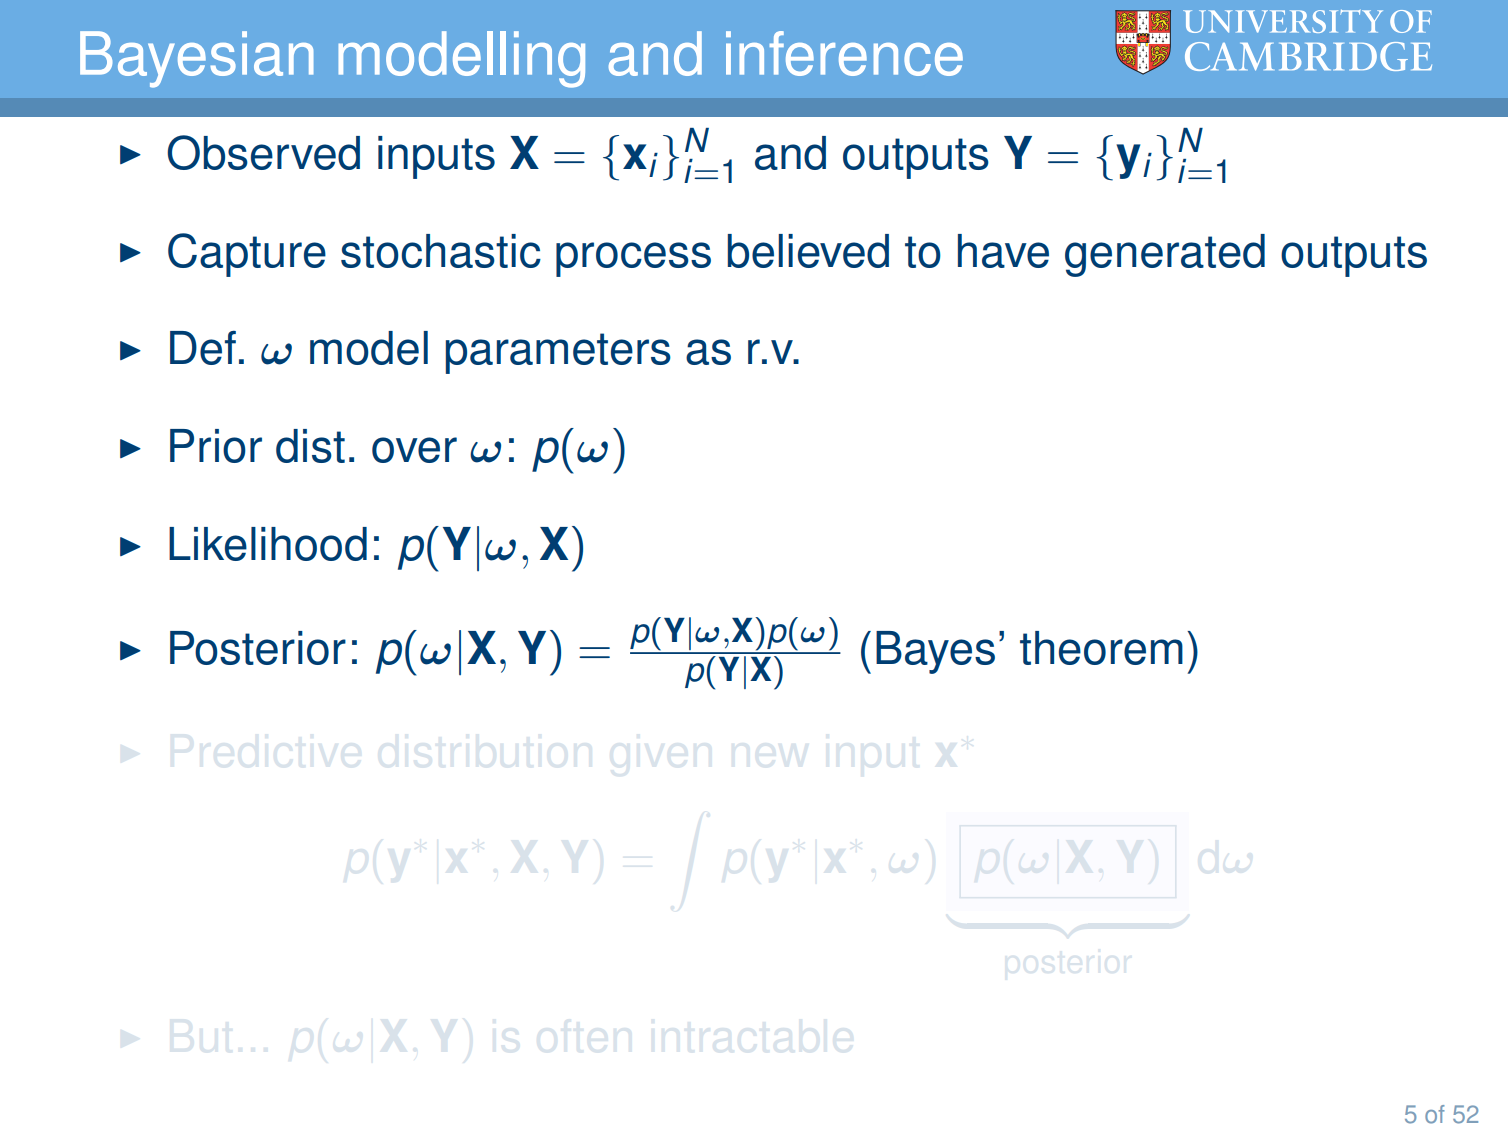 Bayesian modelling and inference
UNIVERSITY OF
CAMBRIDGE
▶ Observed inputs X = {xᵢ}ᵢ₌₁ᴺ and outputs Y = {yᵢ}ᵢ₌₁ᴺ
▶ Capture stochastic process believed to have generated outputs
▶ Def. ω model parameters as r.v.
▶ Prior dist. over ω: p(ω)
▶ Likelihood: p(Y|ω, X)
▶ Posterior: p(ω|X, Y) = p(Y|ω,X)p(ω) / p(Y|X) (Bayes' theorem)
▶ Predictive distribution given new input x*
p(y*|x*, X, Y) = ∫ p(y*|x*, ω) p(ω|X, Y) dω
posterior
▶ But... p(ω|X, Y) is often intractable
5 of 52